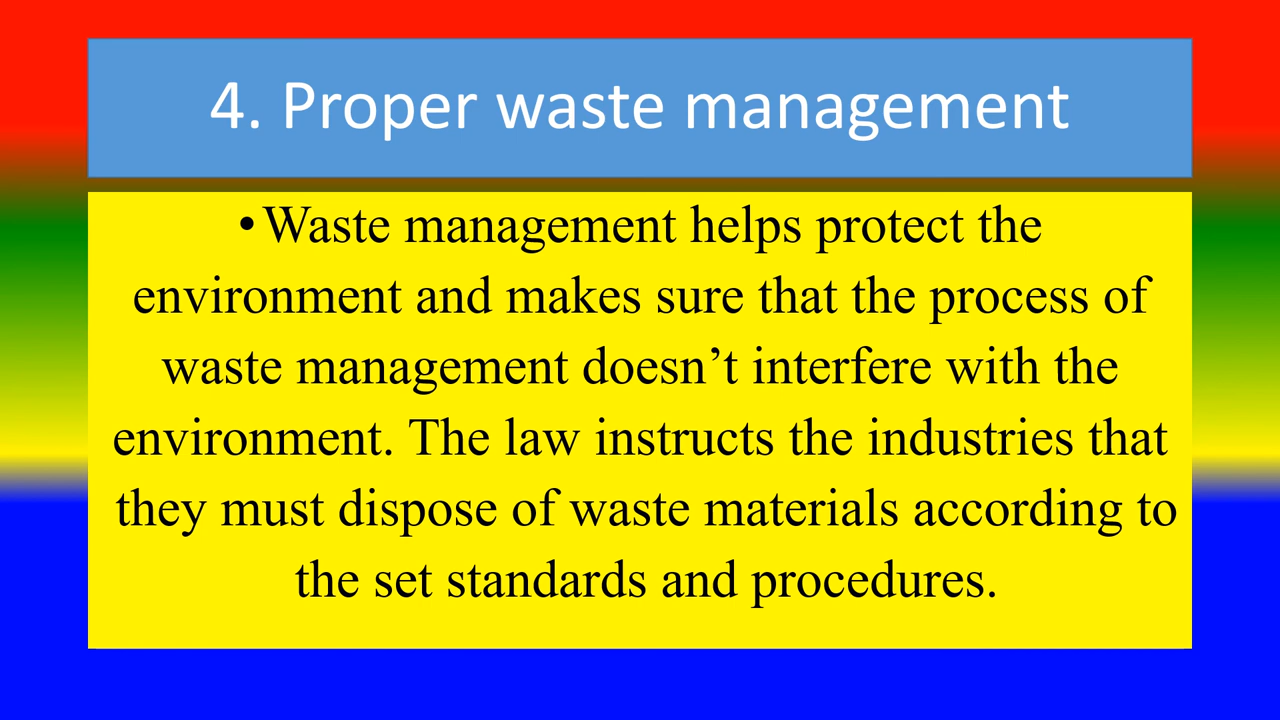 4. Proper waste management
•Waste management helps protect the
environment and makes sure that the process of
waste management doesn’t interfere with the
environment. The law instructs the industries that
they must dispose of waste materials according to
the set standards and procedures.